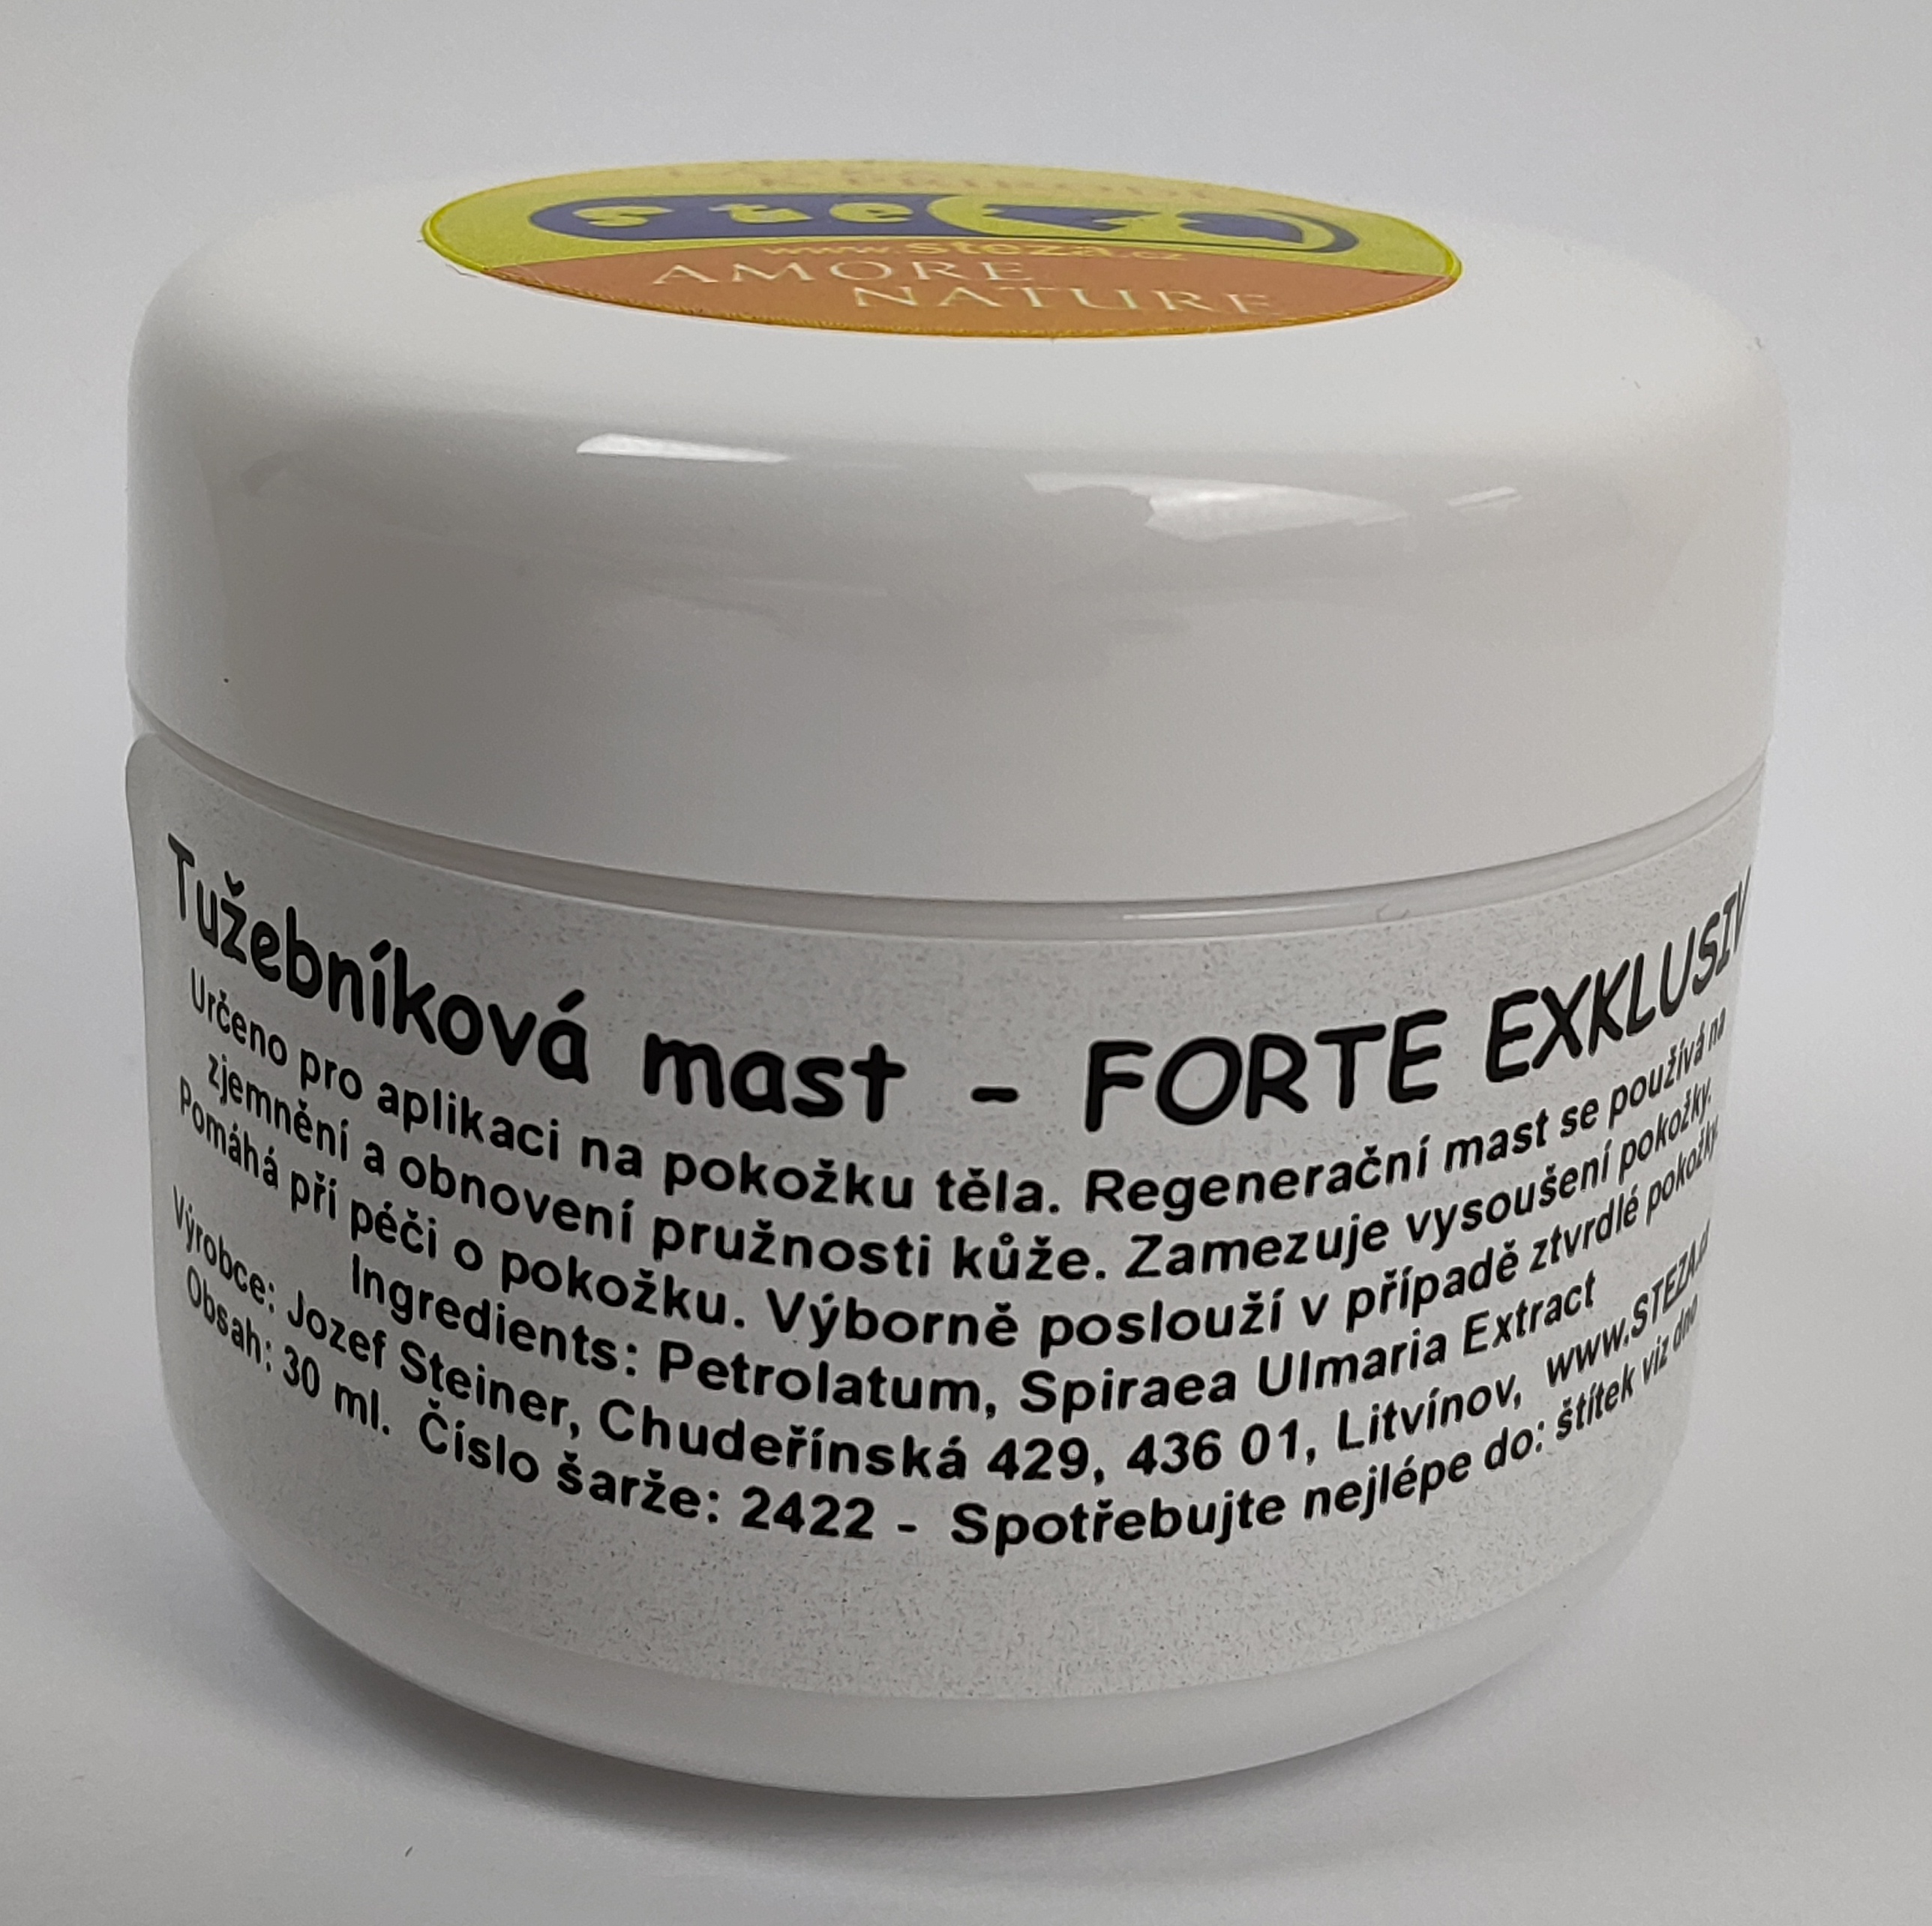 K PŘÍRODĚ
steza
www.steza.cz
AMORE
NATURE
Tužebníková mast - FORTE EXKLUSIV
Určeno pro aplikaci na pokožku těla. Regenerační mast se používá na
zjemnění a obnovení pružnosti kůže. Zamezuje vysoušení pokožky.
Pomáhá pří péči o pokožku. Výborně poslouží v případě ztvrdlé pokožky.
Ingredients: Petrolatum, Spiraea Ulmaria Extract
Výrobce: Jozef Steiner, Chudeřínská 429, 436 01, Litvínov, www.STEZA.cz
Obsah: 30 ml. Číslo šarže: 2422 - Spotřebujte nejlépe do: štítek viz dno